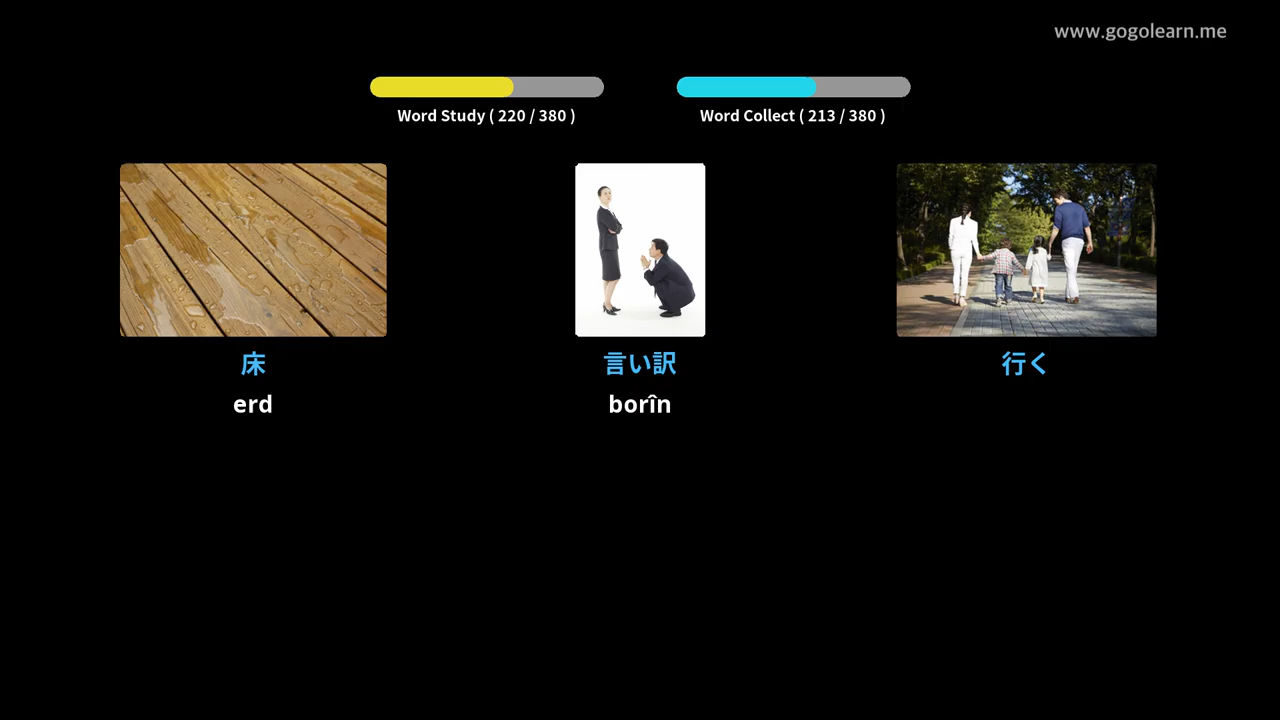 www.gogolearn.me
Word Study ( 220 / 380 )
Word Collect ( 213 / 380 )
床
言い訳
行く
erd
borîn